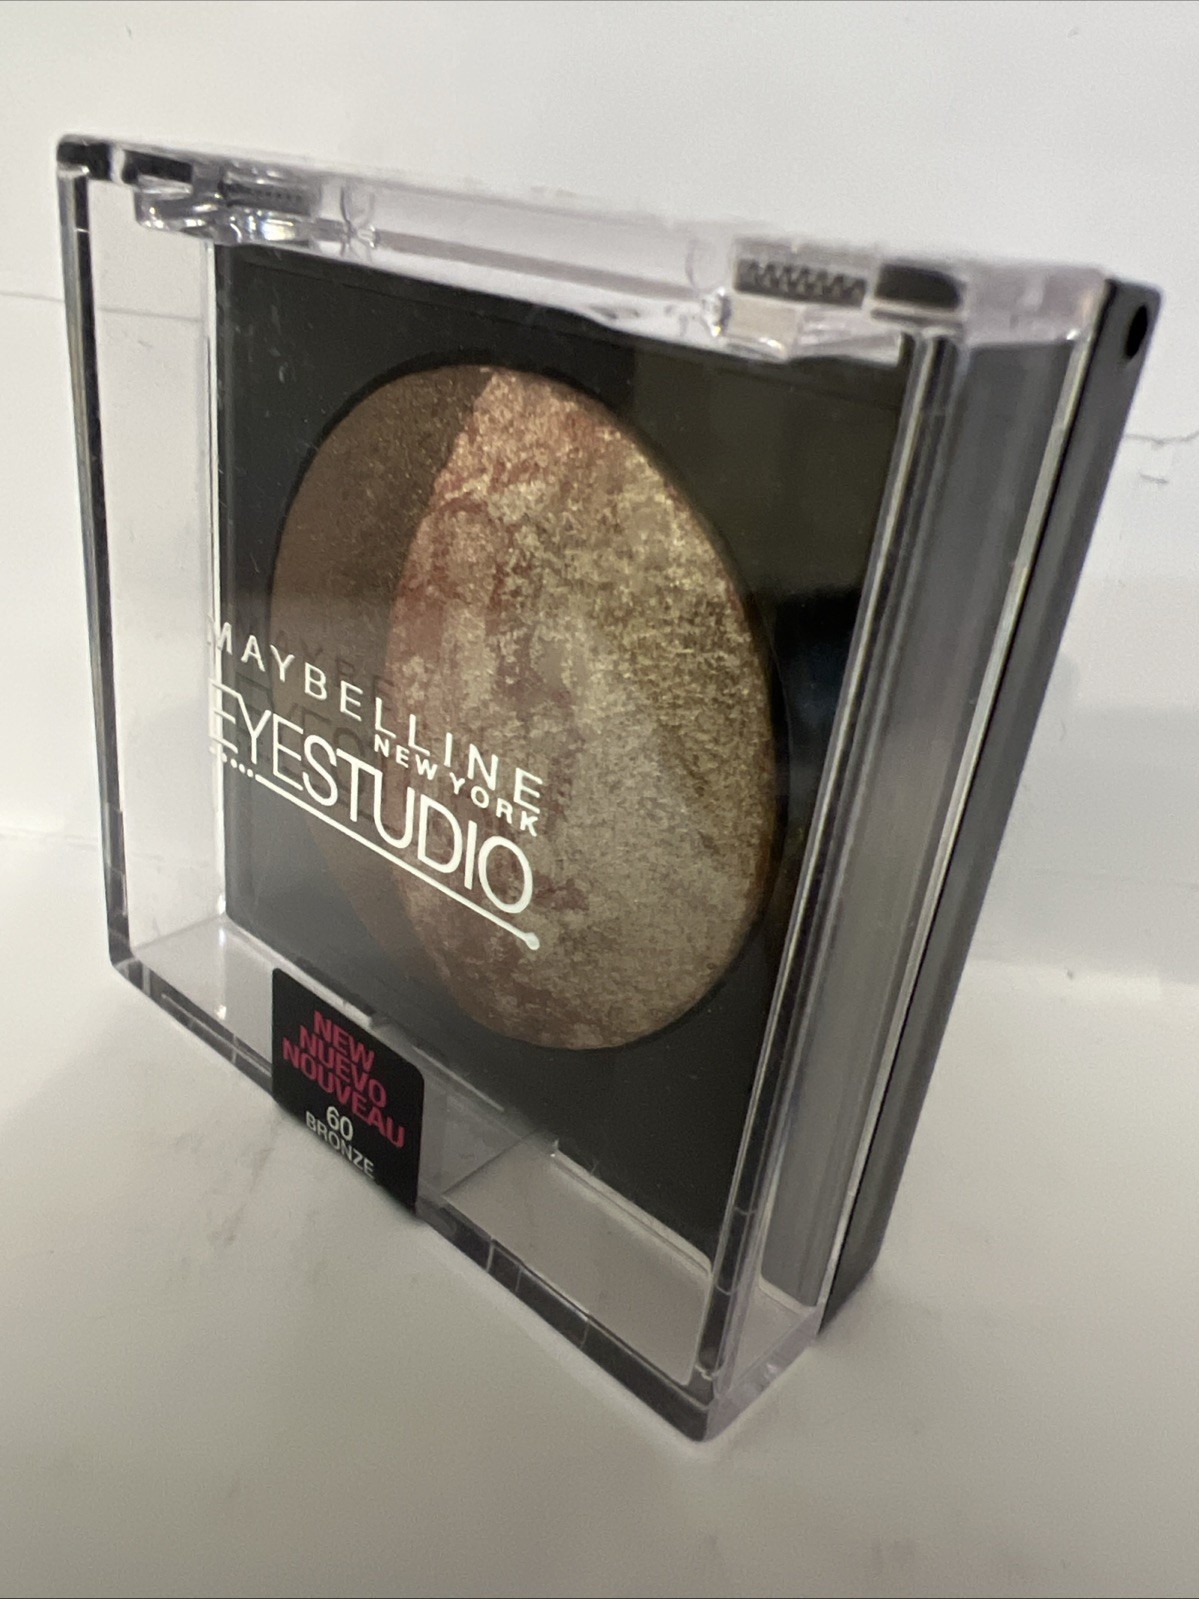 MAYBELLINE
NEW YORK
EYESTUDIO
NEW
NUEVO
NOUVEAU
60
BRONZE